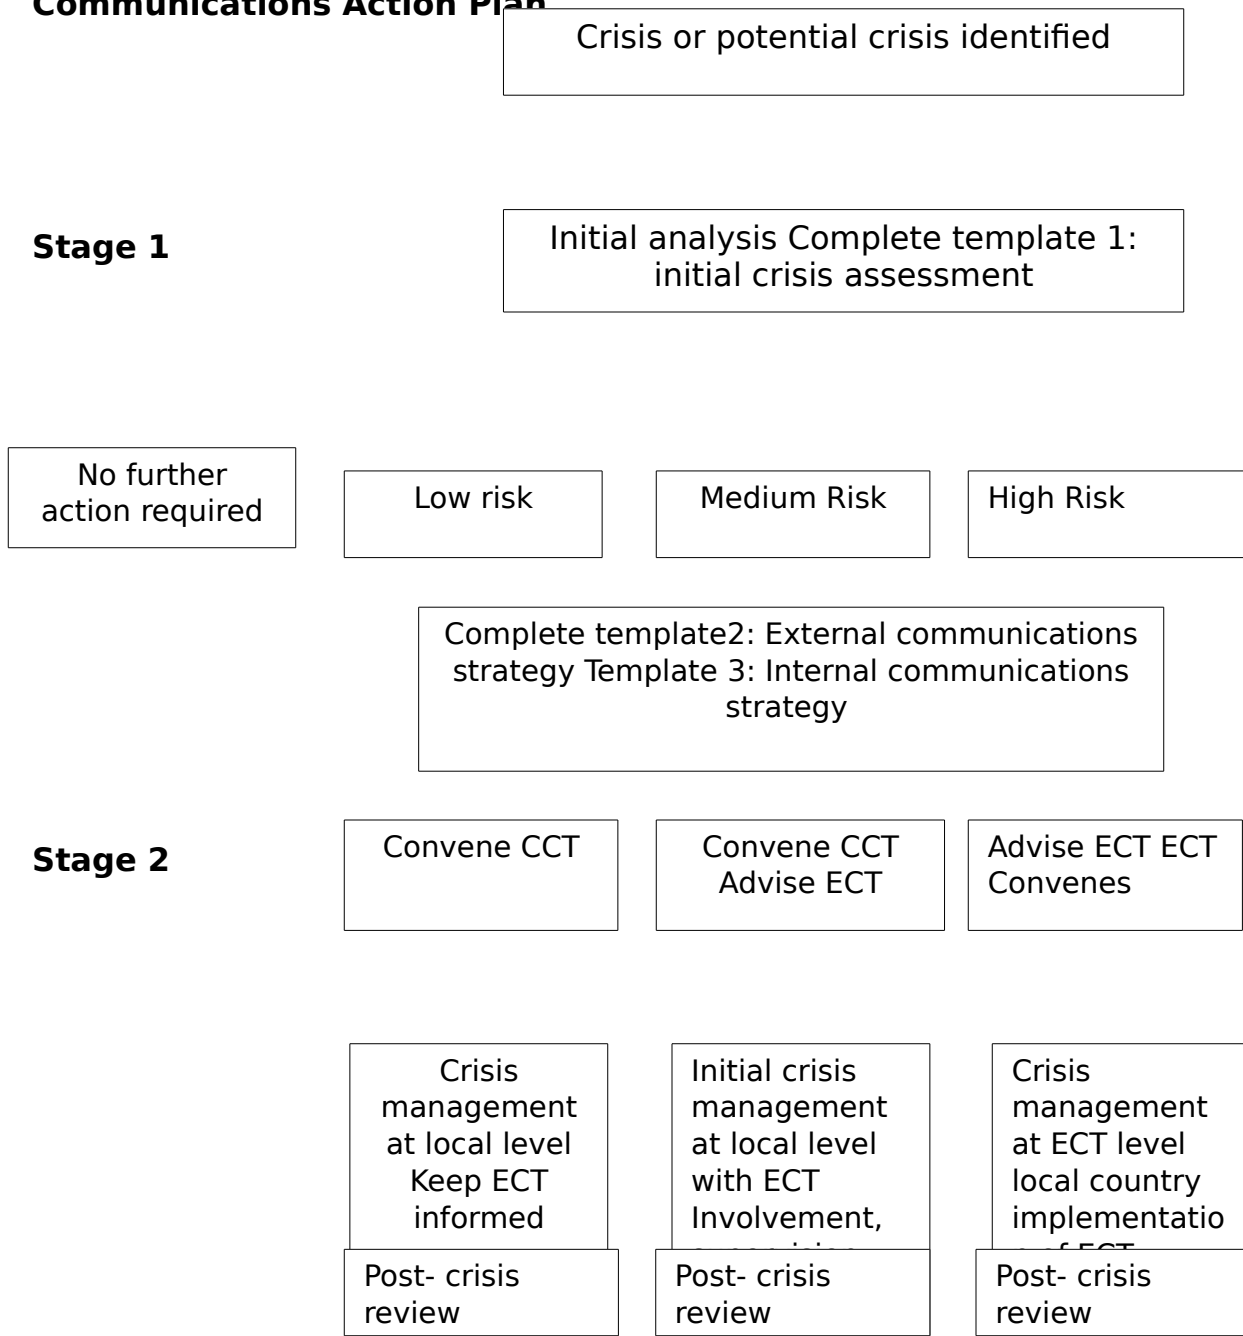 Communications Action Plan
Crisis or potential crisis identified
Stage 1
Initial analysis Complete template 1:
initial crisis assessment
No further
action required
Low risk
Medium Risk
High Risk
Complete template2: External communications
strategy Template 3: Internal communications
strategy
Stage 2
Convene CCT
Convene CCT
Advise ECT
Advise ECT ECT
Convenes
Crisis
management
at local level
Keep ECT
informed
Initial crisis
management
at local level
with ECT
Involvement,
Crisis
management
at ECT level
local country
implementatio
n of ECT
Post- crisis
review
Post- crisis
review
Post- crisis
review